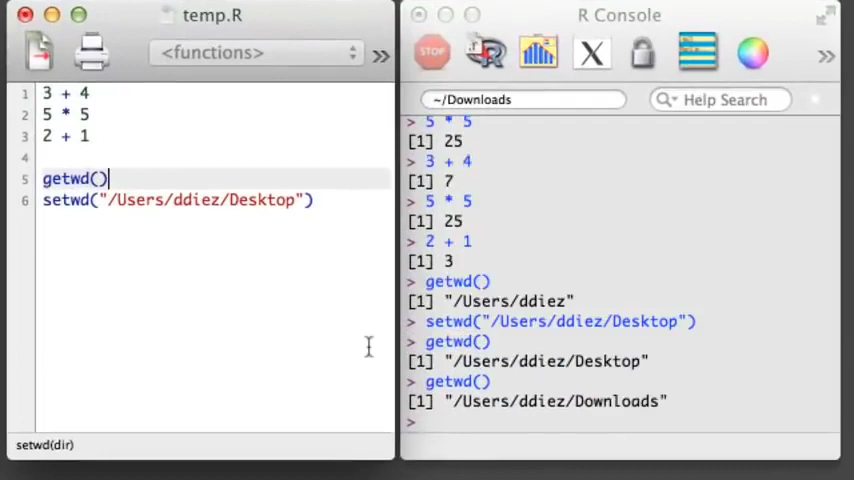 temp.R
<functions>
1 3 + 4
2 5 * 5
3 2 + 1
4
5 getwd()
6 setwd("/Users/ddiez/Desktop")
setwd(dir)
R Console
STOP
R
X
~/Downloads
Help Search
> 5 * 5
[1] 25
> 3 + 4
[1] 7
> 5 * 5
[1] 25
> 2 + 1
[1] 3
> getwd()
[1] "/Users/ddiez"
> setwd("/Users/ddiez/Desktop")
> getwd()
[1] "/Users/ddiez/Desktop"
> getwd()
[1] "/Users/ddiez/Downloads"
>